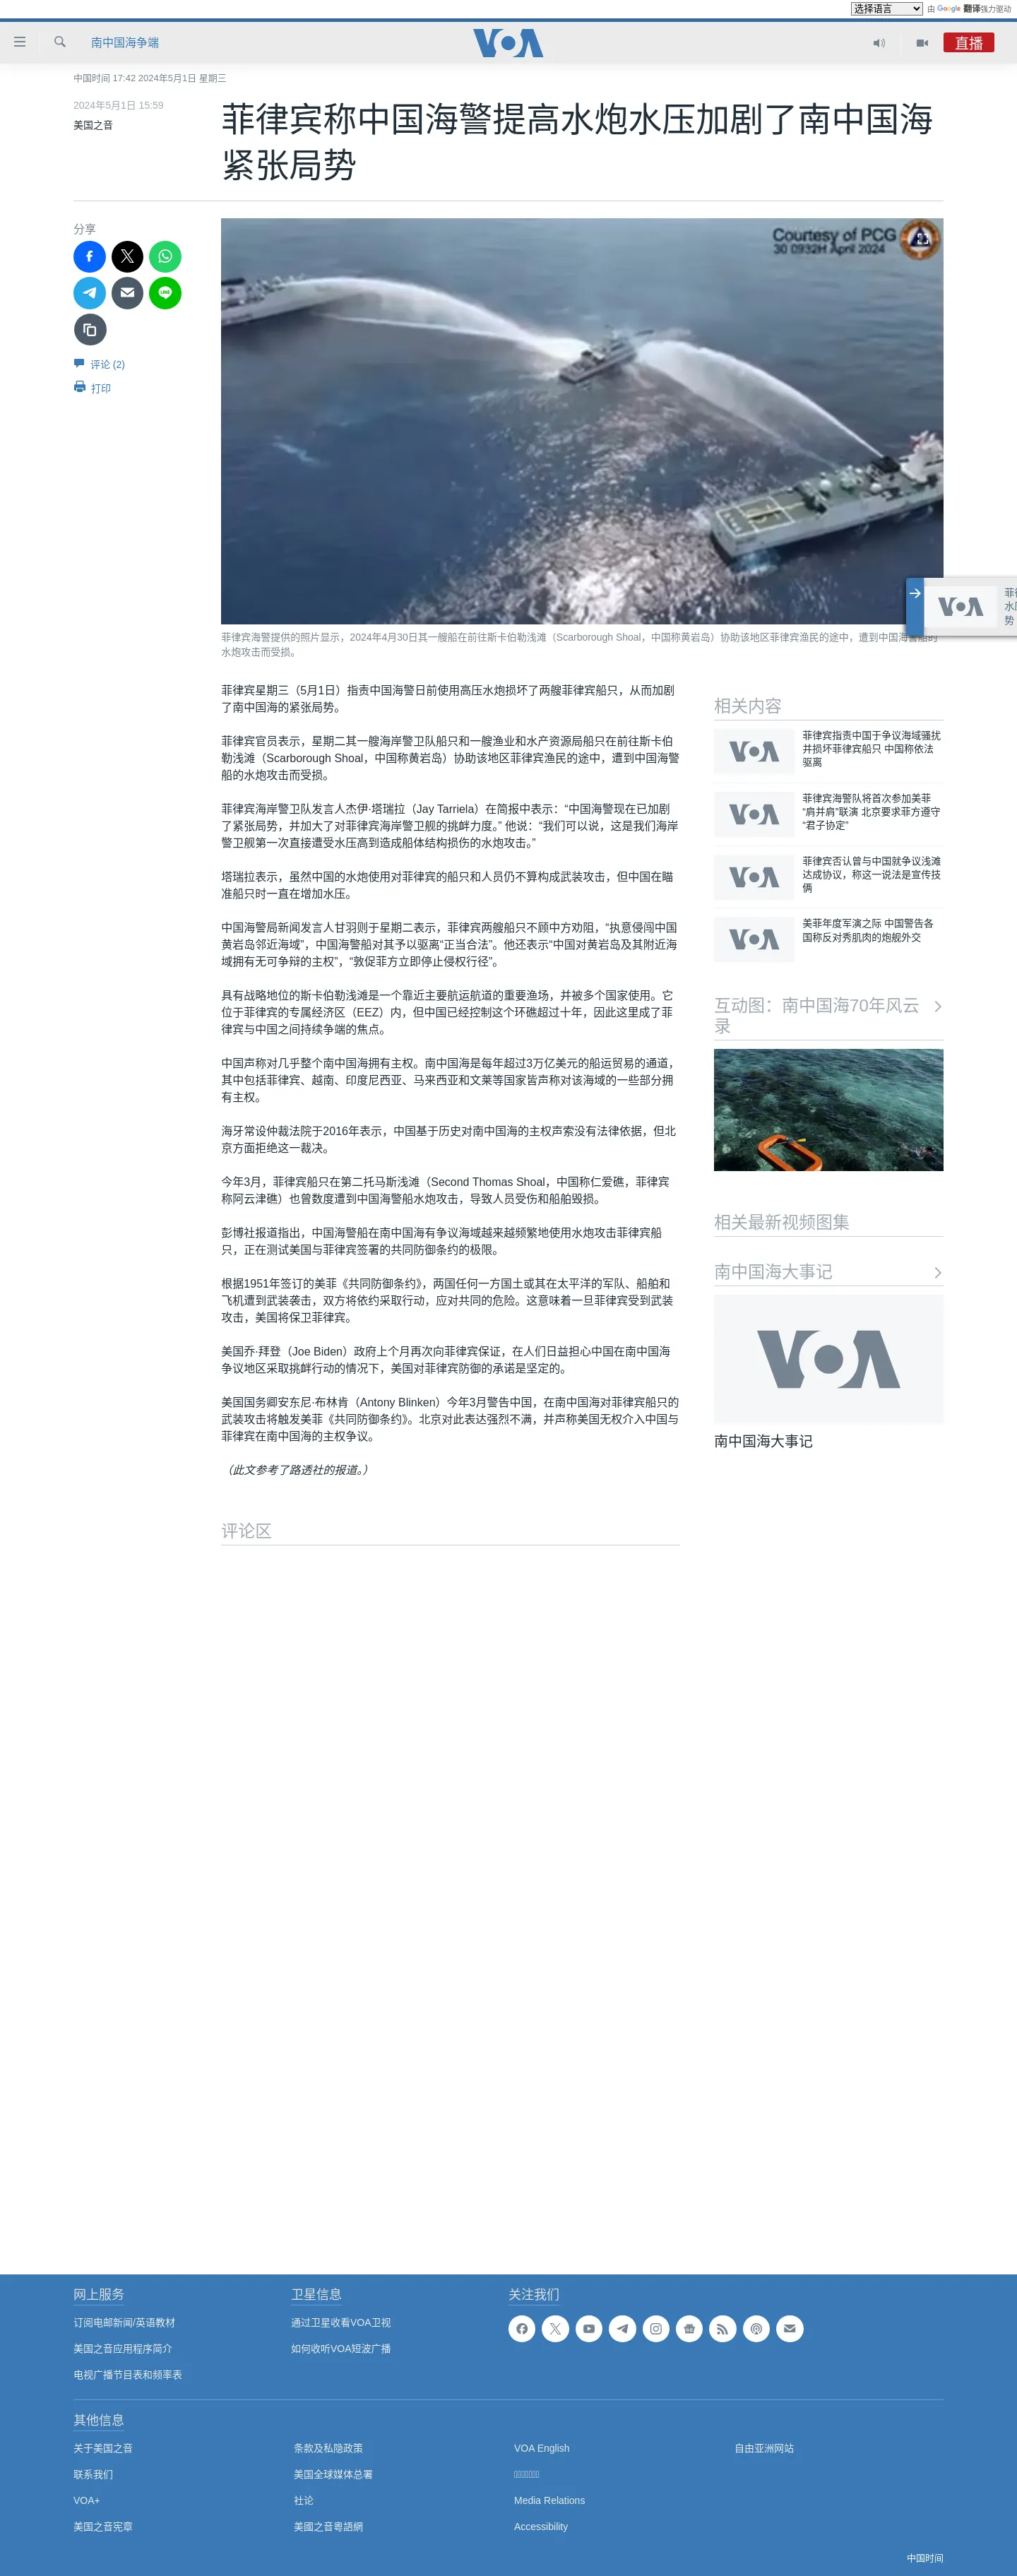 选择语言 由 Google 翻译强力驱动
南中国海争端
VOA
直播
中国时间 17:42 2024年5月1日 星期三
2024年5月1日 15:59
美国之音
菲律宾称中国海警提高水炮水压加剧了南中国海
紧张局势
分享
评论 (2)
打印
Courtesy of PCG
30 0932H April 2024
菲律宾海警提供的照片显示，2024年4月30日其一艘船在前往斯卡伯勒浅滩（Scarborough Shoal，中国称黄岩岛）协助该地区菲律宾渔民的途中，遭到中国海警船的
水炮攻击而受损。
VOA
菲律宾星期三（5月1日）指责中国海警日前使用高压水炮损坏了两艘菲律宾船只，从而加剧
了南中国海的紧张局势。
菲律宾官员表示，星期二其一艘海岸警卫队船只和一艘渔业和水产资源局船只在前往斯卡伯
勒浅滩（Scarborough Shoal，中国称黄岩岛）协助该地区菲律宾渔民的途中，遭到中国海警
船的水炮攻击而受损。
菲律宾海岸警卫队发言人杰伊·塔瑞拉（Jay Tarriela）在简报中表示：“中国海警现在已加剧
了紧张局势，并加大了对菲律宾海岸警卫舰的挑衅力度。” 他说：“我们可以说，这是我们海岸
警卫舰第一次直接遭受水压高到造成船体结构损伤的水炮攻击。”
塔瑞拉表示，虽然中国的水炮使用对菲律宾的船只和人员仍不算构成武装攻击，但中国在瞄
准船只时一直在增加水压。
中国海警局新闻发言人甘羽则于星期二表示，菲律宾两艘船只不顾中方劝阻，“执意侵闯中国
黄岩岛邻近海域”，中国海警船对其予以驱离“正当合法”。他还表示“中国对黄岩岛及其附近海
域拥有无可争辩的主权”，“敦促菲方立即停止侵权行径”。
具有战略地位的斯卡伯勒浅滩是一个靠近主要航运航道的重要渔场，并被多个国家使用。它
位于菲律宾的专属经济区（EEZ）内，但中国已经控制这个环礁超过十年，因此这里成了菲
律宾与中国之间持续争端的焦点。
中国声称对几乎整个南中国海拥有主权。南中国海是每年超过3万亿美元的船运贸易的通道，
其中包括菲律宾、越南、印度尼西亚、马来西亚和文莱等国家皆声称对该海域的一些部分拥
有主权。
海牙常设仲裁法院于2016年表示，中国基于历史对南中国海的主权声索没有法律依据，但北
京方面拒绝这一裁决。
今年3月，菲律宾船只在第二托马斯浅滩（Second Thomas Shoal，中国称仁爱礁，菲律宾
称阿云津礁）也曾数度遭到中国海警船水炮攻击，导致人员受伤和船舶毁损。
彭博社报道指出，中国海警船在南中国海有争议海域越来越频繁地使用水炮攻击菲律宾船
只，正在测试美国与菲律宾签署的共同防御条约的极限。
根据1951年签订的美菲《共同防御条约》，两国任何一方国土或其在太平洋的军队、船舶和
飞机遭到武装袭击，双方将依约采取行动，应对共同的危险。这意味着一旦菲律宾受到武装
攻击，美国将保卫菲律宾。
美国乔·拜登（Joe Biden）政府上个月再次向菲律宾保证，在人们日益担心中国在南中国海
争议地区采取挑衅行动的情况下，美国对菲律宾防御的承诺是坚定的。
美国国务卿安东尼·布林肯（Antony Blinken）今年3月警告中国，在南中国海对菲律宾船只的
武装攻击将触发美菲《共同防御条约》。北京对此表达强烈不满，并声称美国无权介入中国与
菲律宾在南中国海的主权争议。
（此文参考了路透社的报道。）
评论区
相关内容
VOA
菲律宾指责中国于争议海域骚扰
并损坏菲律宾船只 中国称依法
驱离
VOA
菲律宾海警队将首次参加美菲
“肩并肩”联演 北京要求菲方遵守
“君子协定”
VOA
菲律宾否认曾与中国就争议浅滩
达成协议，称这一说法是宣传技
俩
VOA
美菲年度军演之际 中国警告各
国称反对秀肌肉的炮舰外交
互动图：南中国海70年风云
录
相关最新视频图集
南中国海大事记
VOA
南中国海大事记
网上服务
订阅电邮新闻/英语教材
美国之音应用程序简介
电视广播节目表和频率表
卫星信息
通过卫星收看VOA卫视
如何收听VOA短波广播
关注我们
其他信息
关于美国之音
联系我们
VOA+
美国之音宪章
条款及私隐政策
美国全球媒体总署
社论
美國之音粵語網
VOA English
Media Relations
Accessibility
自由亚洲网站
中国时间